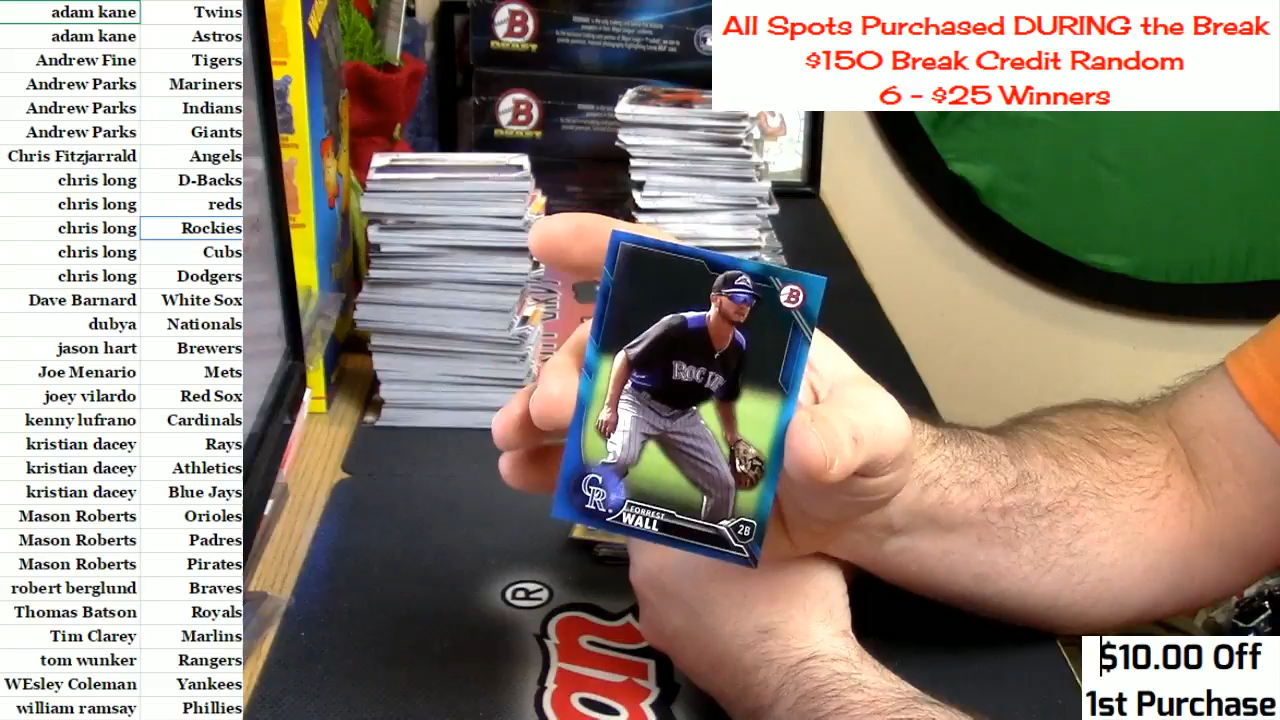 adam kane Twins
adam kane Astros
Andrew Fine Tigers
Andrew Parks Mariners
Andrew Parks Indians
Andrew Parks Giants
Chris Fitzjarrald Angels
chris long D-Backs
chris long reds
chris long Rockies
chris long Cubs
chris long Dodgers
Dave Barnard White Sox
dubya Nationals
jason hart Brewers
Joe Menario Mets
joey vilardo Red Sox
kenny lufrano Cardinals
kristian dacey Rays
kristian dacey Athletics
kristian dacey Blue Jays
Mason Roberts Orioles
Mason Roberts Padres
Mason Roberts Pirates
robert berglund Braves
Thomas Batson Royals
Tim Clarey Marlins
tom wunker Rangers
WEsley Coleman Yankees
william ramsay Phillies
All Spots Purchased DURING the Break
$150 Break Credit Random
6 - $25 Winners
B
B
B
CR
FORREST
WALL
2B
®
$10.00 Off
1st Purchase